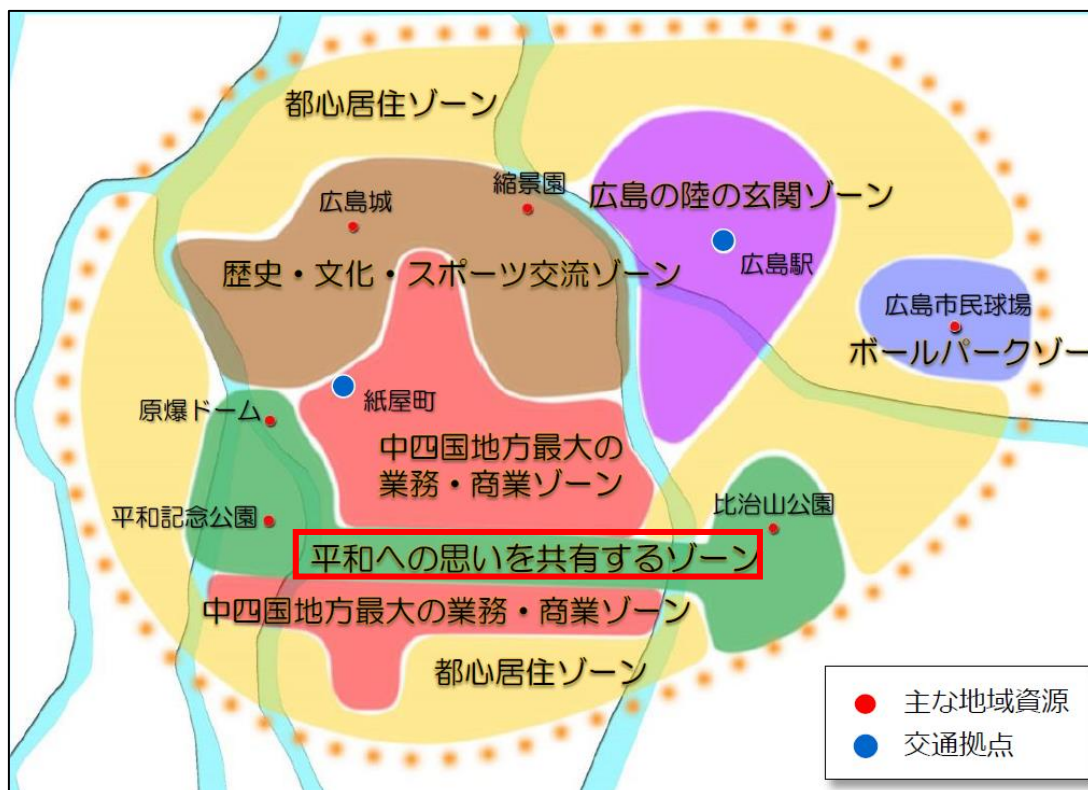 都心居住ゾーン
縮景園
広島城
広島の陸の玄関ゾーン
広島駅
歴史・文化・スポーツ交流ゾーン
広島市民球場
ボールパークゾー
紙屋町
原爆ドーム
中四国地方最大の
業務・商業ゾーン
比治山公園
平和記念公園
平和への思いを共有するゾーン
中四国地方最大の業務・商業ゾーン
都心居住ゾーン
主な地域資源
交通拠点